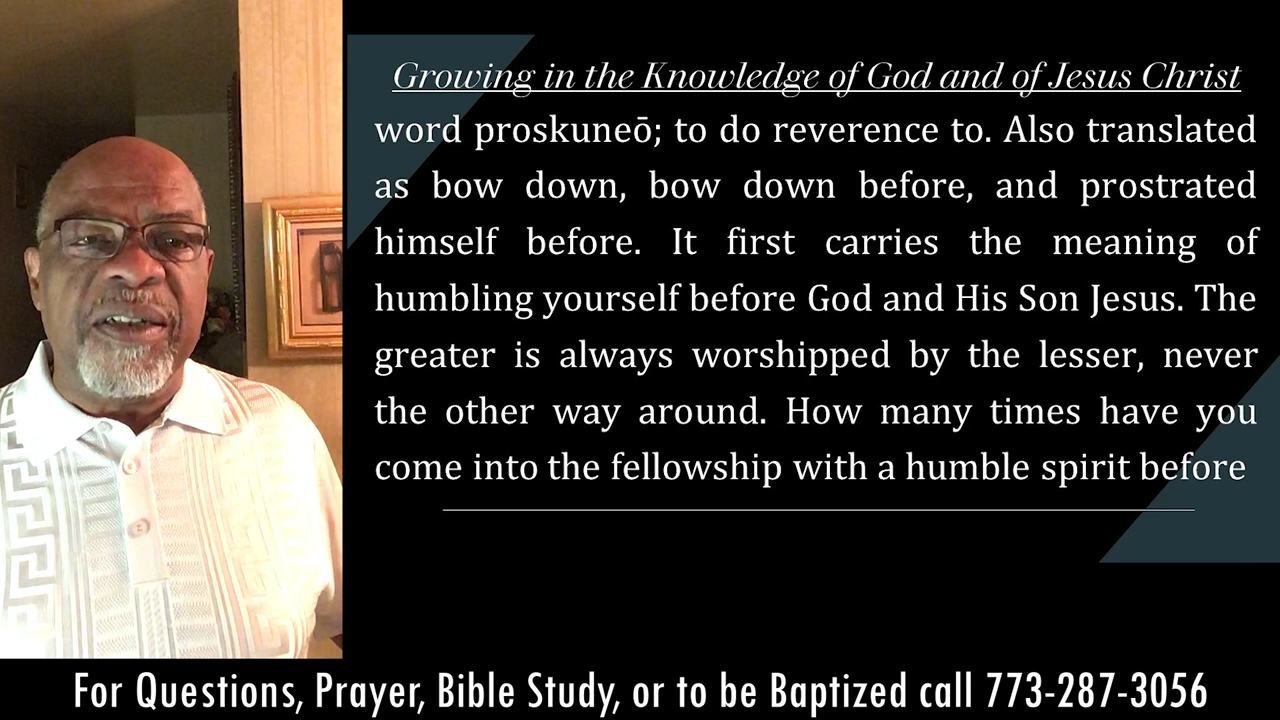 Growing in the Knowledge of God and of Jesus Christ
word proskuneō; to do reverence to. Also translated
as bow down, bow down before, and prostrated
himself before. It first carries the meaning of
humbling yourself before God and His Son Jesus. The
greater is always worshipped by the lesser, never
the other way around. How many times have you
come into the fellowship with a humble spirit before
For Questions, Prayer, Bible Study, or to be Baptized call 773-287-3056